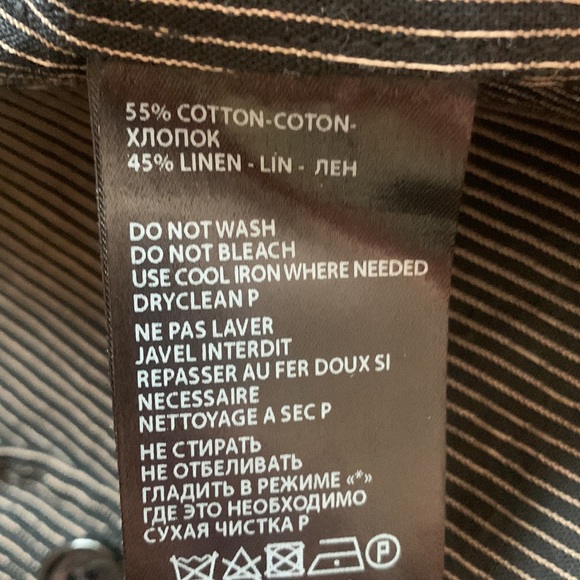 55% COTTON-COTON-
ХЛОПОК
45% LINEN - LIN - ЛЕН
DO NOT WASH
DO NOT BLEACH
USE COOL IRON WHERE NEEDED
DRYCLEAN P
NE PAS LAVER
JAVEL INTERDIT
REPASSER AU FER DOUX SI
NECESSAIRE
NETTOYAGE A SEC P
НЕ СТИРАТЬ
НЕ ОТБЕЛИВАТЬ
ГЛАДИТЬ В РЕЖИМЕ «*»
ГДЕ ЭТО НЕОБХОДИМО
СУХАЯ ЧИСТКА P
P